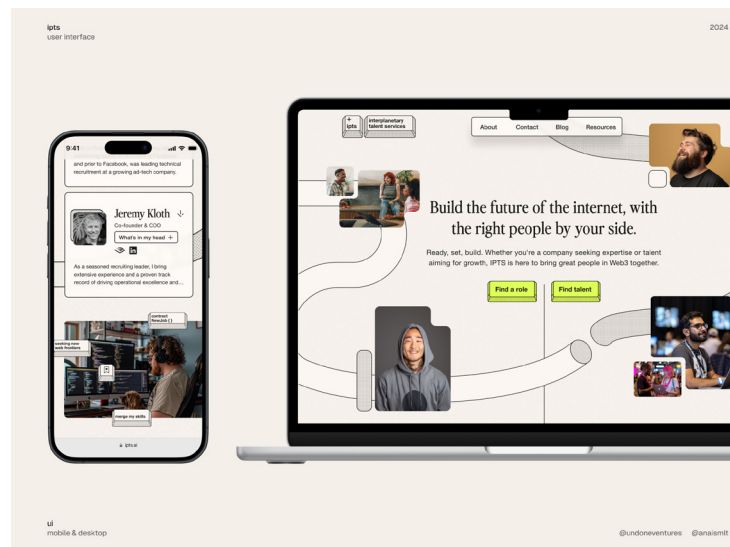 ipts
user interface
2024
9:41
and prior to Facebook, was leading technical
recruitment at a growing ad-tech company.
Jeremy Kloth
Co-founder & COO
What's in my head +
in
As a seasoned recruiting leader, I bring
extensive experience and a proven track
record of driving operational excellence and...
contract
NewJob ( )
seeking new
web frontiers
merge my skills
ipts.ai
+
ipts
interplanetary
talent services
About
Contact
Blog
Resources
Build the future of the internet, with
the right people by your side.
Ready, set, build. Whether you're a company seeking expertise or talent
aiming for growth, IPTS is here to bring great people in Web3 together.
Find a role
Find talent
ui
mobile & desktop
@undoneventures
@anaismlt